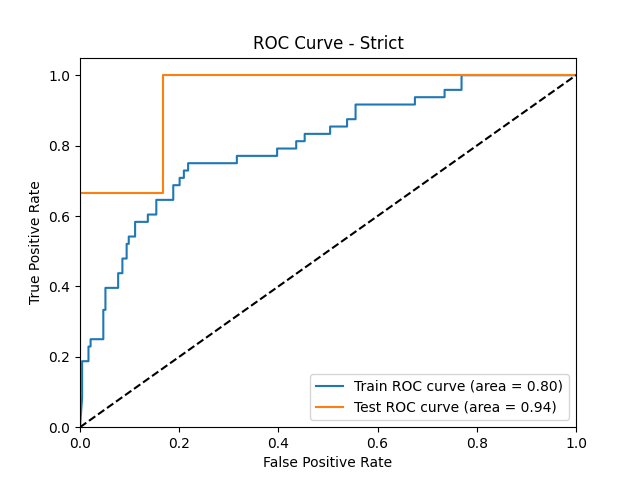 ROC Curve - Strict
True Positive Rate
1.0
0.8
0.6
0.4
0.2
0.0
Train ROC curve (area = 0.80)
Test ROC curve (area = 0.94)
0.0 0.2 0.4 0.6 0.8 1.0
False Positive Rate